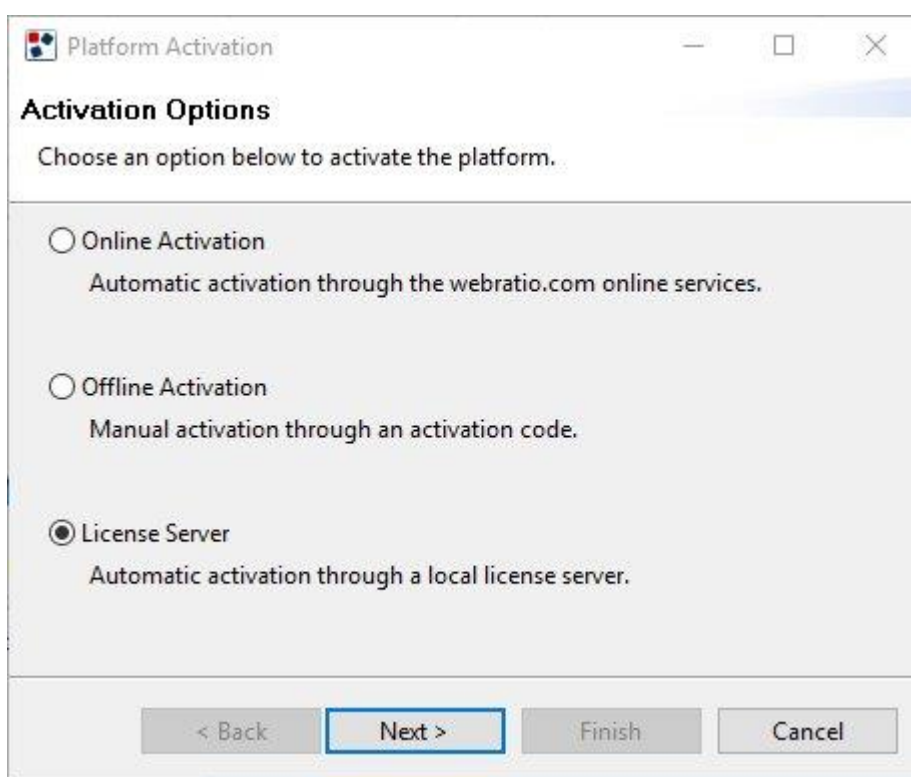 Platform Activation
Activation Options
Choose an option below to activate the platform.
Online Activation
Automatic activation through the webratio.com online services.
Offline Activation
Manual activation through an activation code.
License Server
Automatic activation through a local license server.
< Back Next > Finish Cancel